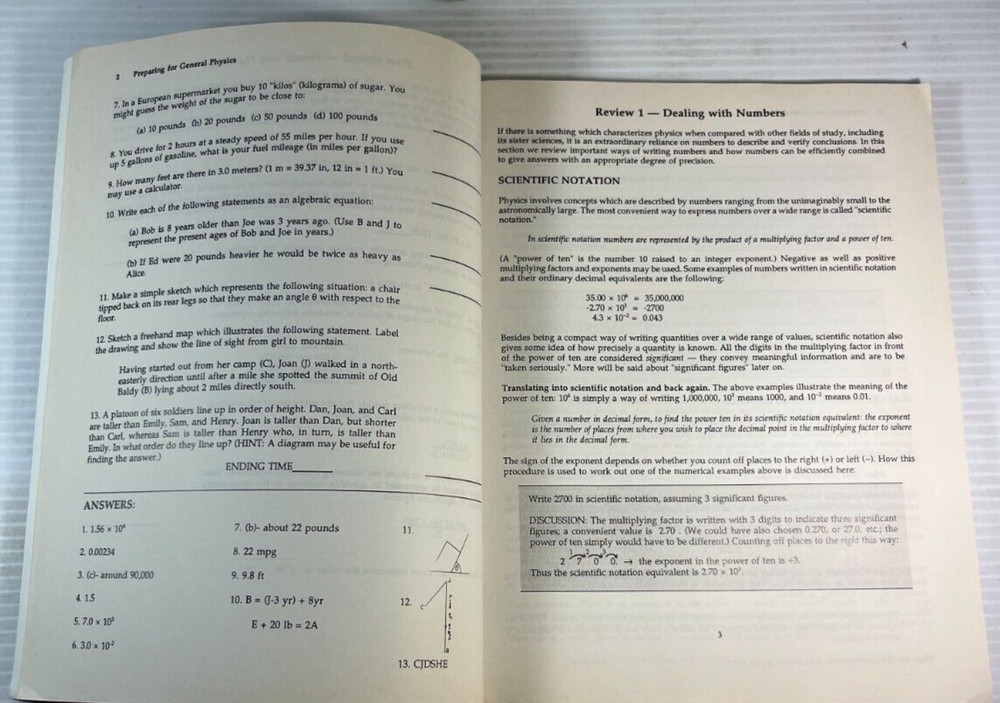 2 Preparing for General Physics
7. In a European supermarket you buy 10 "kilos" (kilograms) of sugar. You
might guess the weight of the sugar to be close to:
(a) 10 pounds (b) 20 pounds (c) 50 pounds (d) 100 pounds
8. You drive for 2 hours at a steady speed of 55 miles per hour. If you use
up 5 gallons of gasoline, what is your fuel mileage (in miles per gallon)?
9. How many feet are there in 3.0 meters? (1 m = 39.37 in, 12 in = 1 ft.) You
may use a calculator.
10. Write each of the following statements as an algebraic equation:
(a) Bob is 8 years older than Joe was 3 years ago. (Use B and J to
represent the present ages of Bob and Joe in years.)
(b) If Ed were 20 pounds heavier he would be twice as heavy as
Alice.
11. Make a simple sketch which represents the following situation: a chair
tipped back on its rear legs so that they make an angle θ with respect to the
floor.
12. Sketch a freehand map which illustrates the following statement. Label
the drawing and show the line of sight from girl to mountain.
Having started out from her camp (C), Joan (J) walked in a north-
easterly direction until after a mile she spotted the summit of Old
Baldy (B) lying about 2 miles directly south.
13. A platoon of six soldiers line up in order of height. Dan, Joan, and Carl
are taller than Emily, Sam, and Henry. Joan is taller than Dan, but shorter
than Carl, whereas Sam is taller than Henry who, in turn, is taller than
Emily. In what order do they line up? (HINT: A diagram may be useful for
finding the answer.)
ENDING TIME
ANSWERS:
1. 1.56 × 10⁴
2. 0.00234
3. (c)- around 90,000
4. 1.5
5. 7.0 × 10³
6. 3.0 × 10⁻²
7. (b)- about 22 pounds
8. 22 mpg
9. 9.8 ft
10. B = (J-3 yr) + 8yr
E + 20 lb = 2A
11.
θ
12.
C
J
B
13. CJDSHE
Review 1 — Dealing with Numbers
If there is something which characterizes physics when compared with other fields of study, including
its sister sciences, it is an extraordinary reliance on numbers to describe and verify conclusions. In this
section we review important ways of writing numbers and how numbers can be efficiently combined
to give answers with an appropriate degree of precision.
SCIENTIFIC NOTATION
Physics involves concepts which are described by numbers ranging from the unimaginably small to the
astronomically large. The most convenient way to express numbers over a wide range is called "scientific
notation."
In scientific notation numbers are represented by the product of a multiplying factor and a power of ten.
(A "power of ten" is the number 10 raised to an integer exponent.) Negative as well as positive
multiplying factors and exponents may be used. Some examples of numbers written in scientific notation
and their ordinary decimal equivalents are the following:
35.00 × 10⁶ = 35,000,000
-2.70 × 10³ = -2700
4.3 × 10⁻² = 0.043
Besides being a compact way of writing quantities over a wide range of values, scientific notation also
gives some idea of how precisely a quantity is known. All the digits in the multiplying factor in front
of the power of ten are considered significant — they convey meaningful information and are to be
"taken seriously." More will be said about "significant figures" later on.
Translating into scientific notation and back again. The above examples illustrate the meaning of the
power of ten: 10⁶ is simply a way of writing 1,000,000, 10³ means 1000, and 10⁻² means 0.01.
Given a number in decimal form, to find the power ten in its scientific notation equivalent: the exponent
is the number of places from where you wish to place the decimal point in the multiplying factor to where
it lies in the decimal form.
The sign of the exponent depends on whether you count off places to the right (+) or left (–). How this
procedure is used to work out one of the numerical examples above is discussed here:
Write 2700 in scientific notation, assuming 3 significant figures.
DISCUSSION: The multiplying factor is written with 3 digits to indicate three significant
figures; a convenient value is 2.70. (We could have also chosen 0.270, or 27.0, etc.; the
power of ten simply would have to be different.) Counting off places to the right this way:
1 2 3
2 7 0 0. → the exponent in the power of ten is +3.
Thus the scientific notation equivalent is 2.70 × 10³.
3